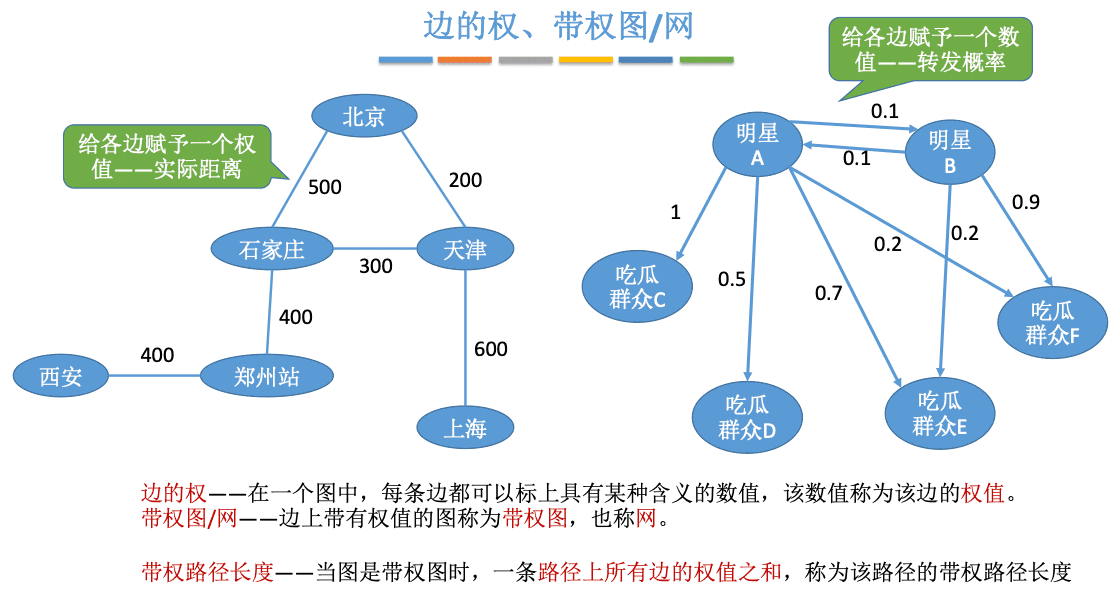 边的权、带权图/网
给各边赋予一个权
值——实际距离
北京
500
200
石家庄
天津
300
400
600
西安
400
郑州站
上海
给各边赋予一个数
值——转发概率
明星
A
0.1
0.1
明星
B
1
0.5
0.7
0.2
0.2
0.9
吃瓜
群众C
吃瓜
群众D
吃瓜
群众E
吃瓜
群众F
边的权——在一个图中，每条边都可以标上具有某种含义的数值，该数值称为该边的权值。
带权图/网——边上带有权值的图称为带权图，也称网。
带权路径长度——当图是带权图时，一条路径上所有边的权值之和，称为该路径的带权路径长度